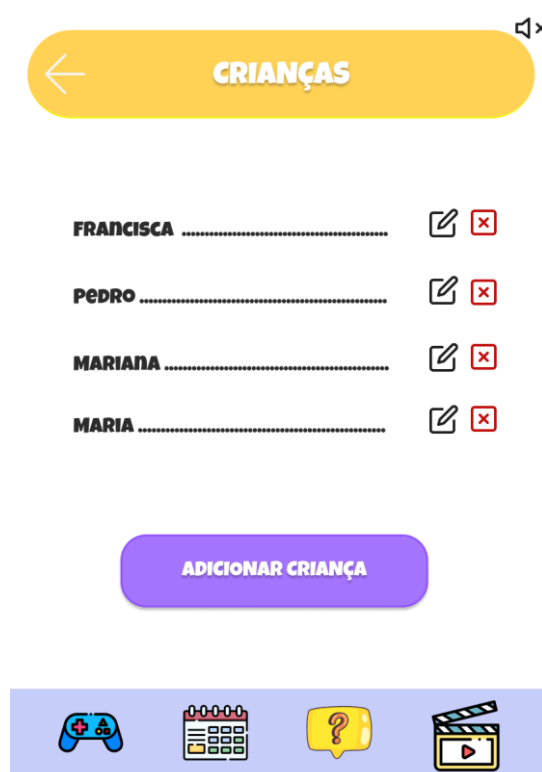 CRIANÇAS
FRANCISCA ..............................................
PEDRO ......................................................
MARIANA .................................................
MARIA ......................................................
ADICIONAR CRIANÇA
?